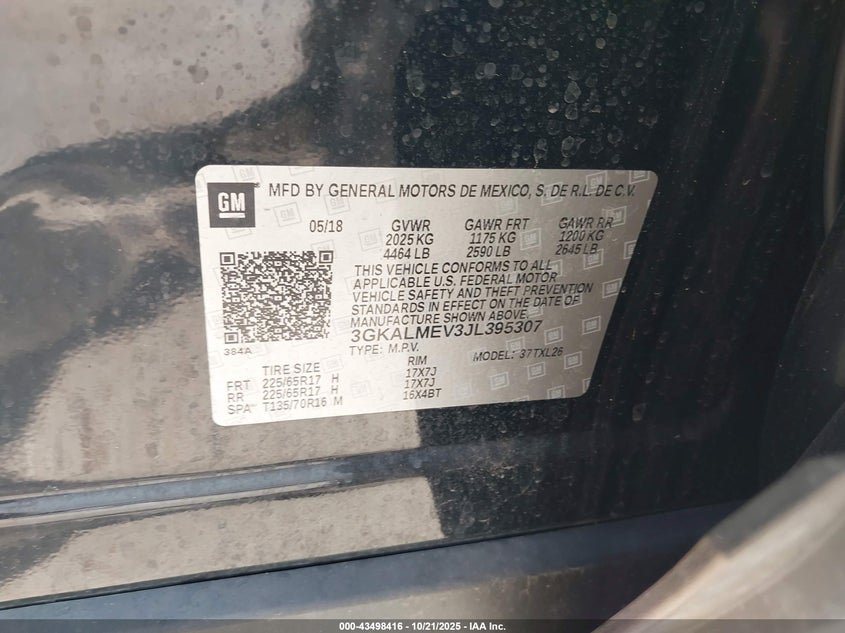 GM
MFD BY GENERAL MOTORS DE MEXICO, S. DE R.L. DE C.V.
05/18 GVWR GAWR FRT GAWR RR
2025 KG 1175 KG 1200 KG
4464 LB 2590 LB 2645 LB
THIS VEHICLE CONFORMS TO ALL
APPLICABLE U.S. FEDERAL MOTOR
VEHICLE SAFETY AND THEFT PREVENTION
STANDARDS IN EFFECT ON THE DATE OF
MANUFACTURE SHOWN ABOVE.
3GKALMEV3JL395307
384A
TYPE: M.P.V. MODEL: 37TXL26
TIRE SIZE RIM
FRT 225/65R17 H 17X7J
RR 225/65R17 H 17X7J
SPA T135/70R16 M 16X4BT
000-43498416 - 10/21/2025 - IAA Inc.